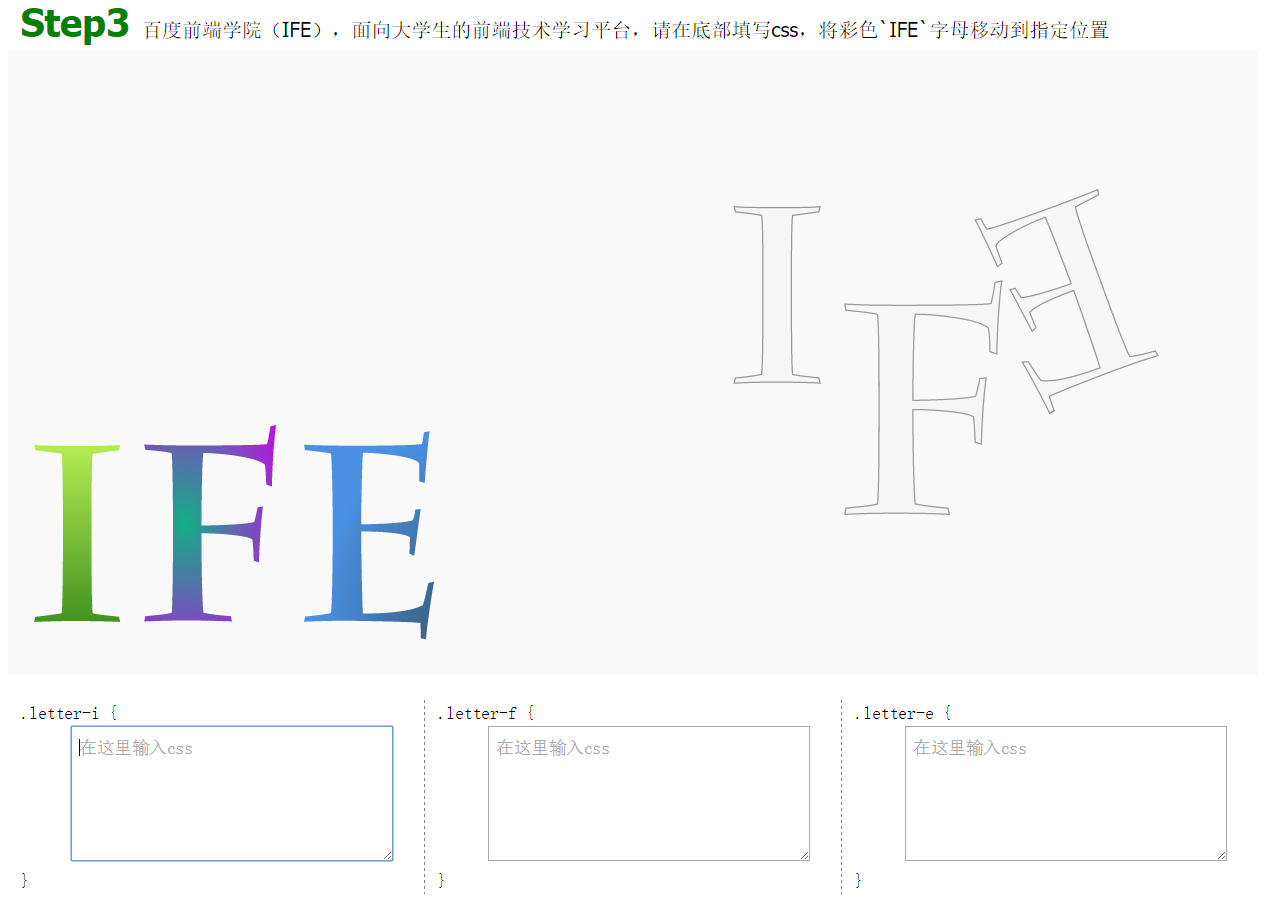 Step3 百度前端学院（IFE），面向大学生的前端技术学习平台，请在底部填写css，将彩色`IFE`字母移动到指定位置
I F E
I F E
.letter-i { .letter-f { .letter-e {
在这里输入css 在这里输入css 在这里输入css
} } }